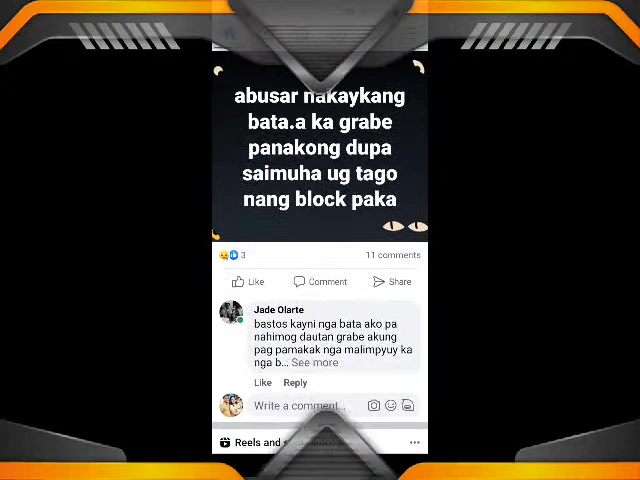 abusar nakaykang
bata.a ka grabe
panakong dupa
saimuha ug tago
nang block paka
3
11 comments
Like
Comment
Share
Jade Olarte
bastos kayni nga bata ako pa
nahimog dautan grabe akung
pag pamakak nga malimpyuy ka
nga b... See more
Like
Reply
Write a comment...
Reels and